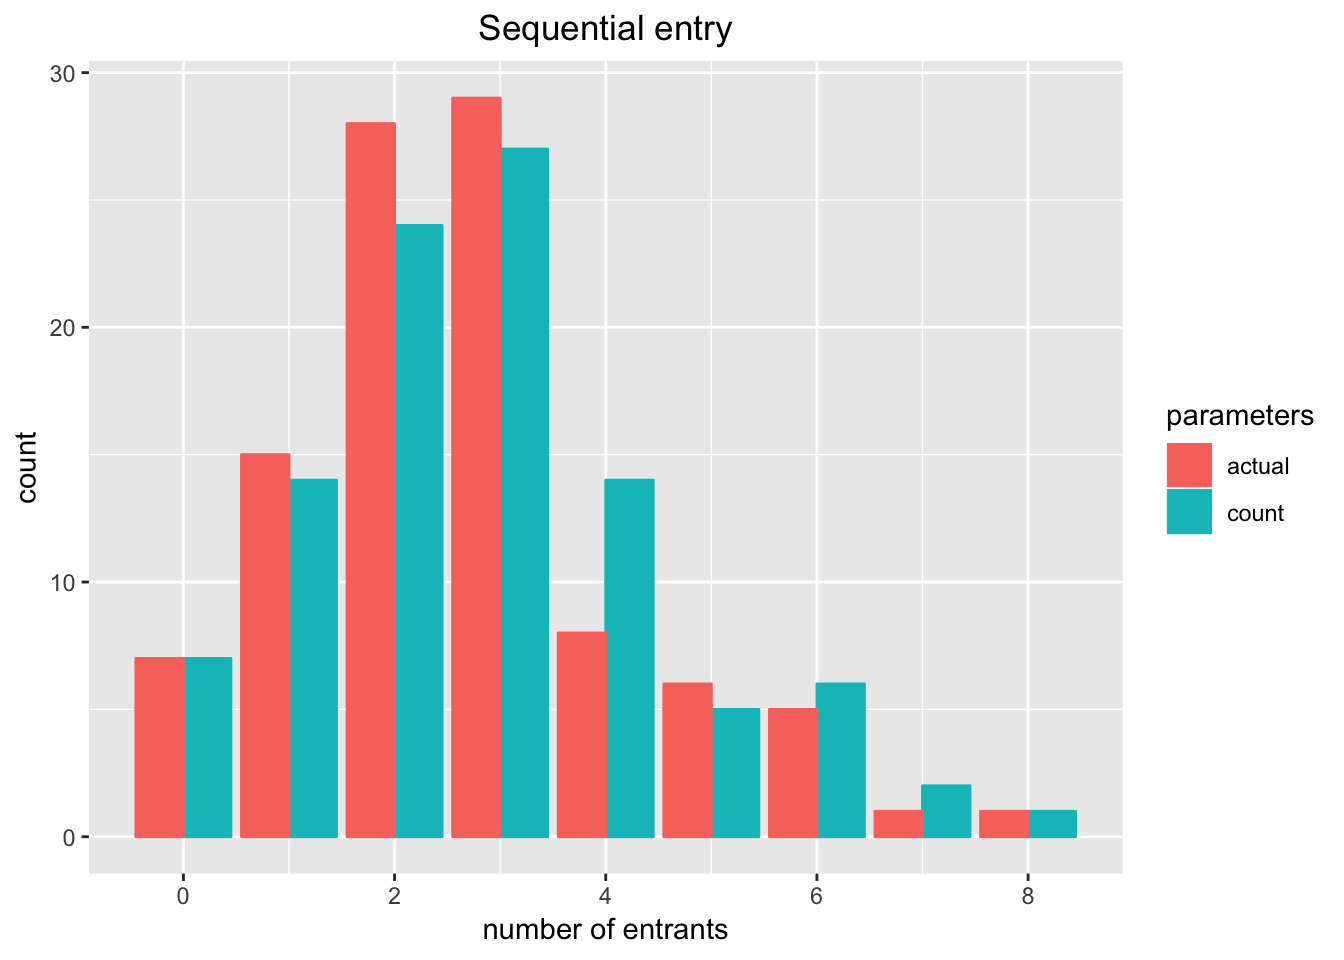 Sequential entry
30
20
10
0
count
0 2 4 6 8
number of entrants
parameters
actual
count